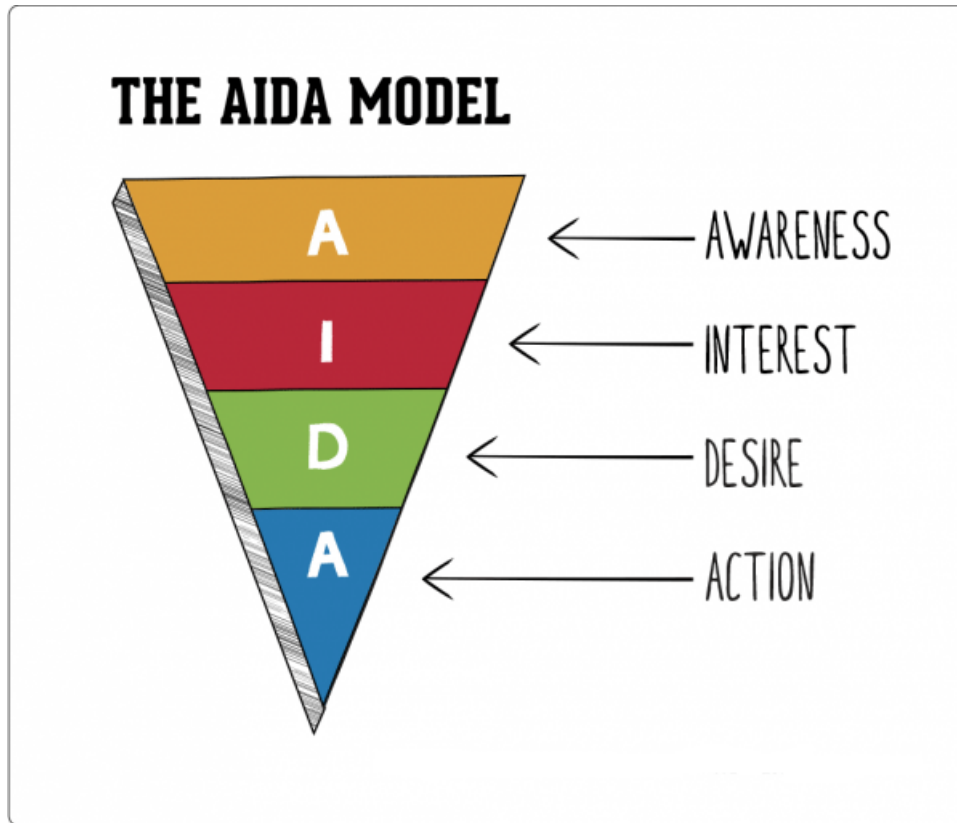 THE AIDA MODEL
A AWARENESS
I INTEREST
D DESIRE
A ACTION